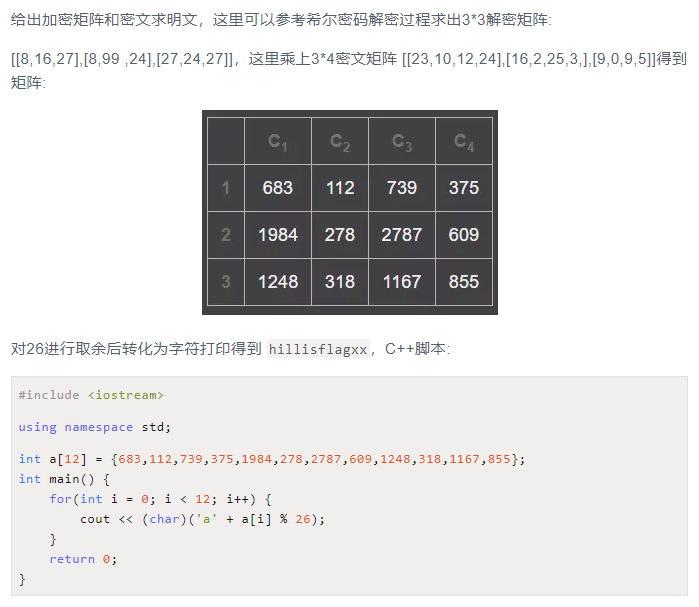 给出加密矩阵和密文求明文，这里可以参考希尔密码解密过程求出3*3解密矩阵:
[[8,16,27],[8,99 ,24],[27,24,27]]，这里乘上3*4密文矩阵 [[23,10,12,24],[16,2,25,3,],[9,0,9,5]]得到
矩阵:
C1 C2 C3 C4
1 683 112 739 375
2 1984 278 2787 609
3 1248 318 1167 855
对26进行取余后转化为字符打印得到 hillisflagxx，C++脚本:
#include <iostream>
using namespace std;
int a[12] = {683,112,739,375,1984,278,2787,609,1248,318,1167,855};
int main() {
    for(int i = 0; i < 12; i++) {
        cout << (char)('a' + a[i] % 26);
    }
    return 0;
}